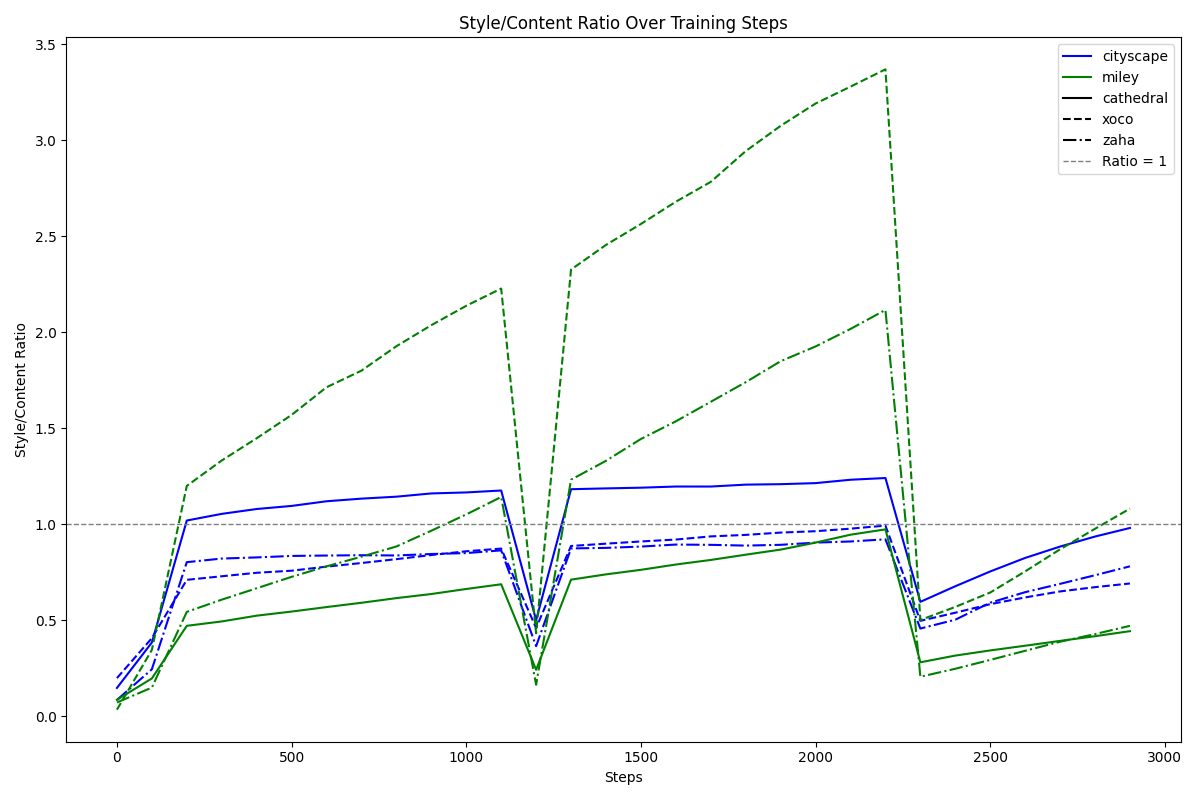 Style/Content Ratio Over Training Steps
Style/Content Ratio
3.5
3.0
2.5
2.0
1.5
1.0
0.5
0.0
cityscape
miley
cathedral
xoco
zaha
Ratio = 1
0 500 1000 1500 2000 2500 3000
Steps